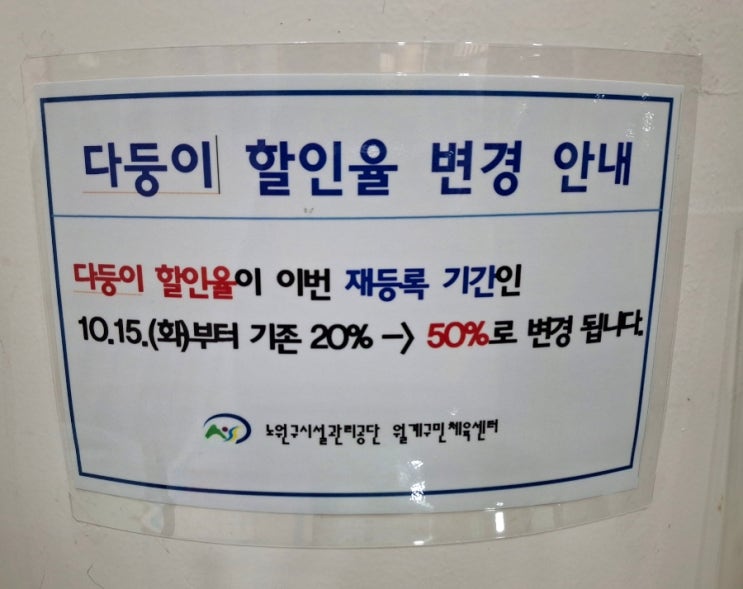 다둥이 할인율 변경 안내
다둥이 할인율이 이번 재등록 기간인
10.15.(화)부터 기존 20% -> 50%로 변경 됩니다.
노원구시설관리공단 월계구민체육센터